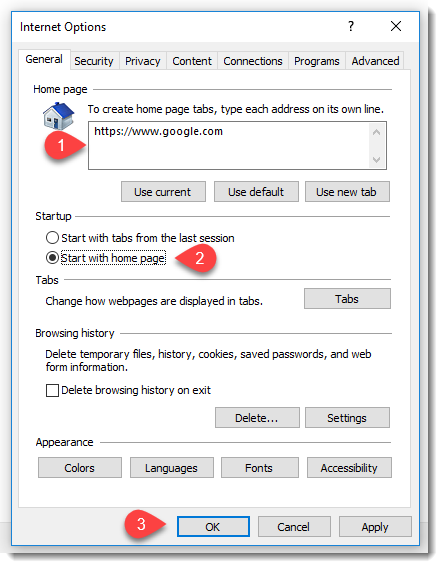 Internet Options ? ×
General Security Privacy Content Connections Programs Advanced
Home page
To create home page tabs, type each address on its own line.
https://www.google.com
1
Use current Use default Use new tab
Startup
Start with tabs from the last session
Start with home page 2
Tabs
Change how webpages are displayed in tabs. Tabs
Browsing history
Delete temporary files, history, cookies, saved passwords, and web
form information.
Delete browsing history on exit
Delete... Settings
Appearance
Colors Languages Fonts Accessibility
3 OK Cancel Apply